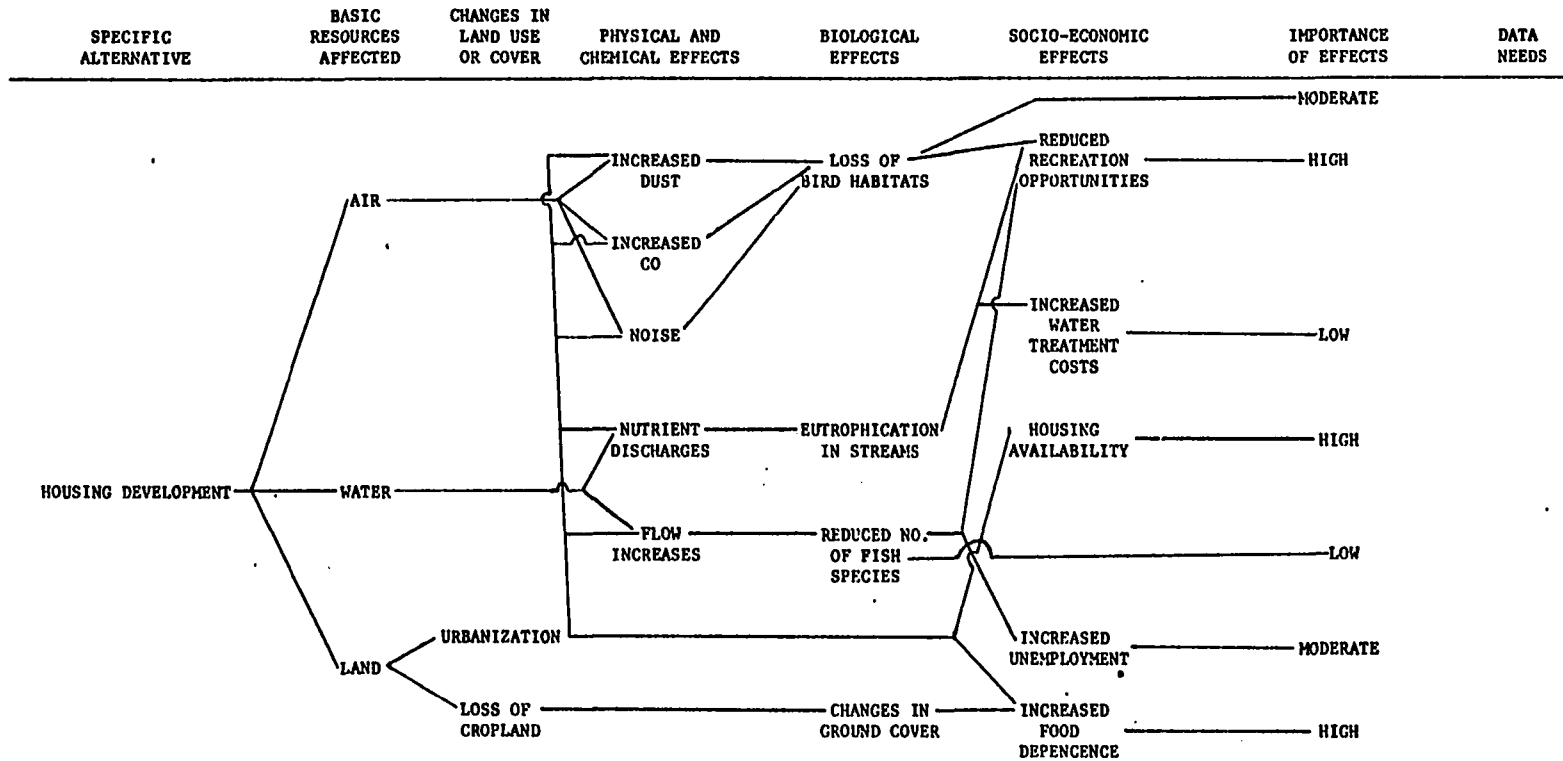 SPECIFIC
ALTERNATIVE
BASIC
RESOURCES
AFFECTED
CHANGES IN
LAND USE
OR COVER
PHYSICAL AND
CHEMICAL EFFECTS
BIOLOGICAL
EFFECTS
SOCIO-ECONOMIC
EFFECTS
IMPORTANCE
OF EFFECTS
DATA
NEEDS
HOUSING DEVELOPMENT
AIR
WATER
LAND
URBANIZATION
LOSS OF
CROPLAND
INCREASED
DUST
INCREASED
CO
NOISE
NUTRIENT
DISCHARGES
FLOW
INCREASES
LOSS OF
BIRD HABITATS
EUTROPHICATION
IN STREAMS
REDUCED NO.
OF FISH
SPECIES
CHANGES IN
GROUND COVER
REDUCED
RECREATION
OPPORTUNITIES
INCREASED
WATER
TREATMENT
COSTS
HOUSING
AVAILABILITY
INCREASED
UNEMPLOYMENT
INCREASED
FOOD
DEPENCENCE
MODERATE
HIGH
LOW
HIGH
LOW
MODERATE
HIGH